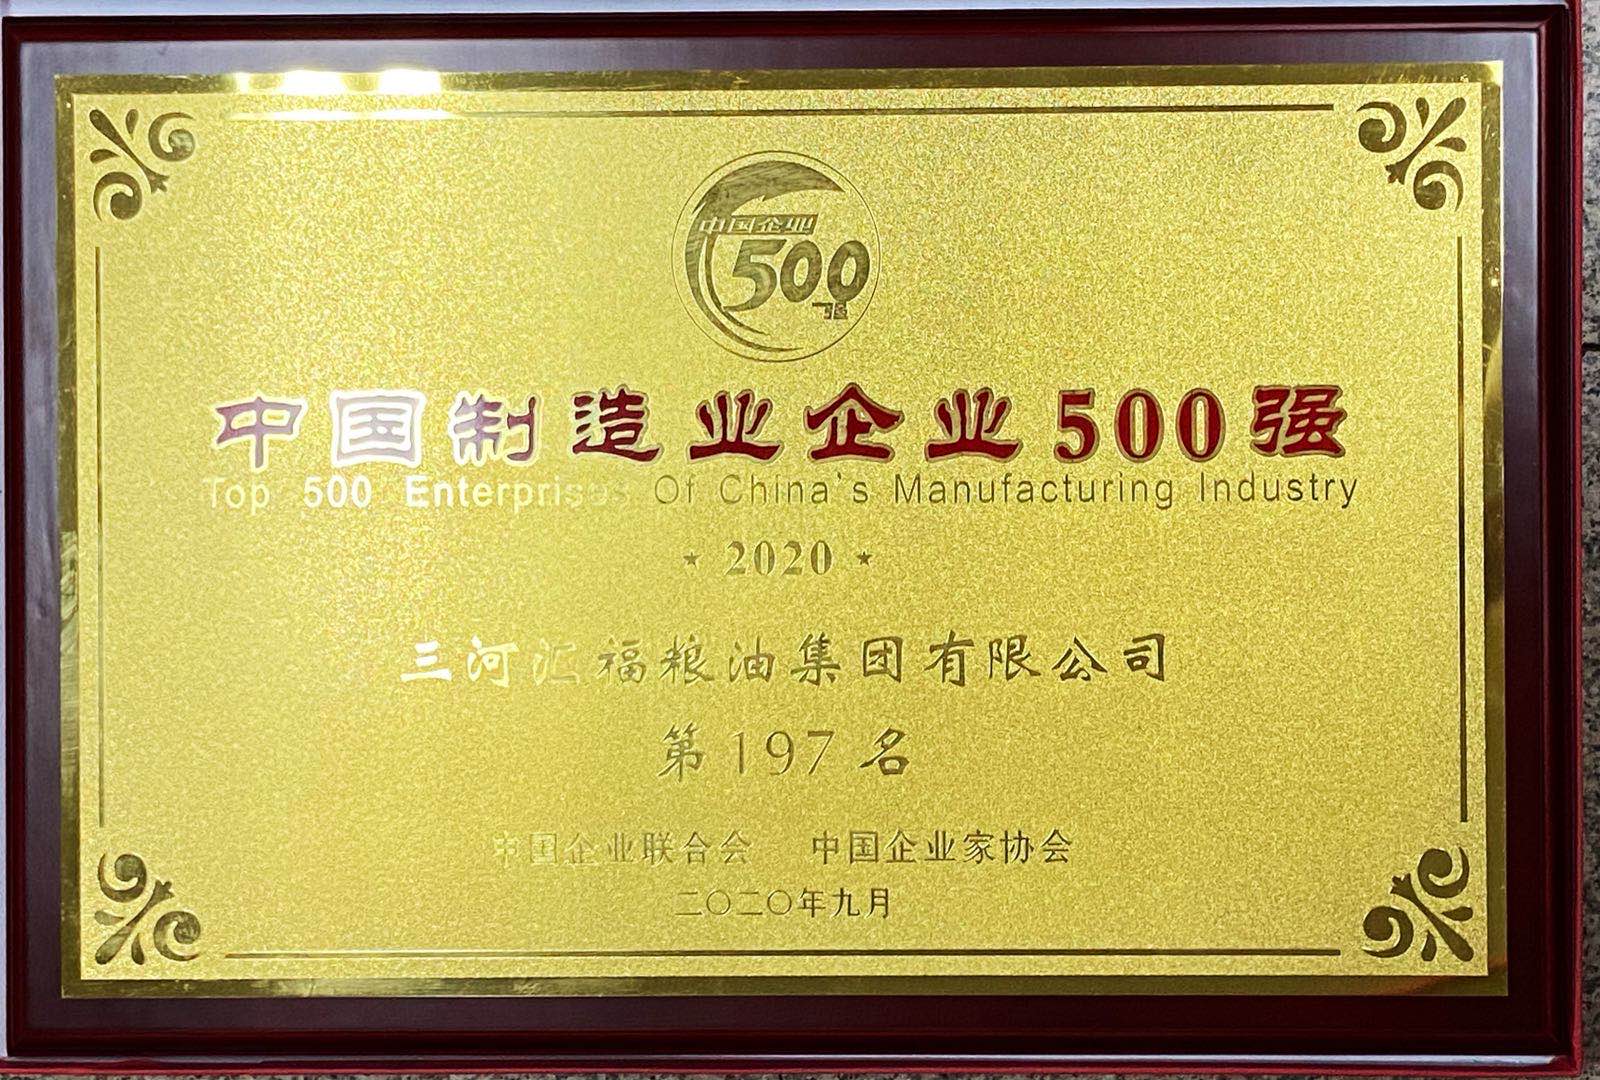 中国企业
500
强
中国制造业企业500强
Top 500 Enterprises Of China's Manufacturing Industry
★ 2020 ★
三河汇福粮油集团有限公司
第197名
中国企业联合会 中国企业家协会
二〇二〇年九月